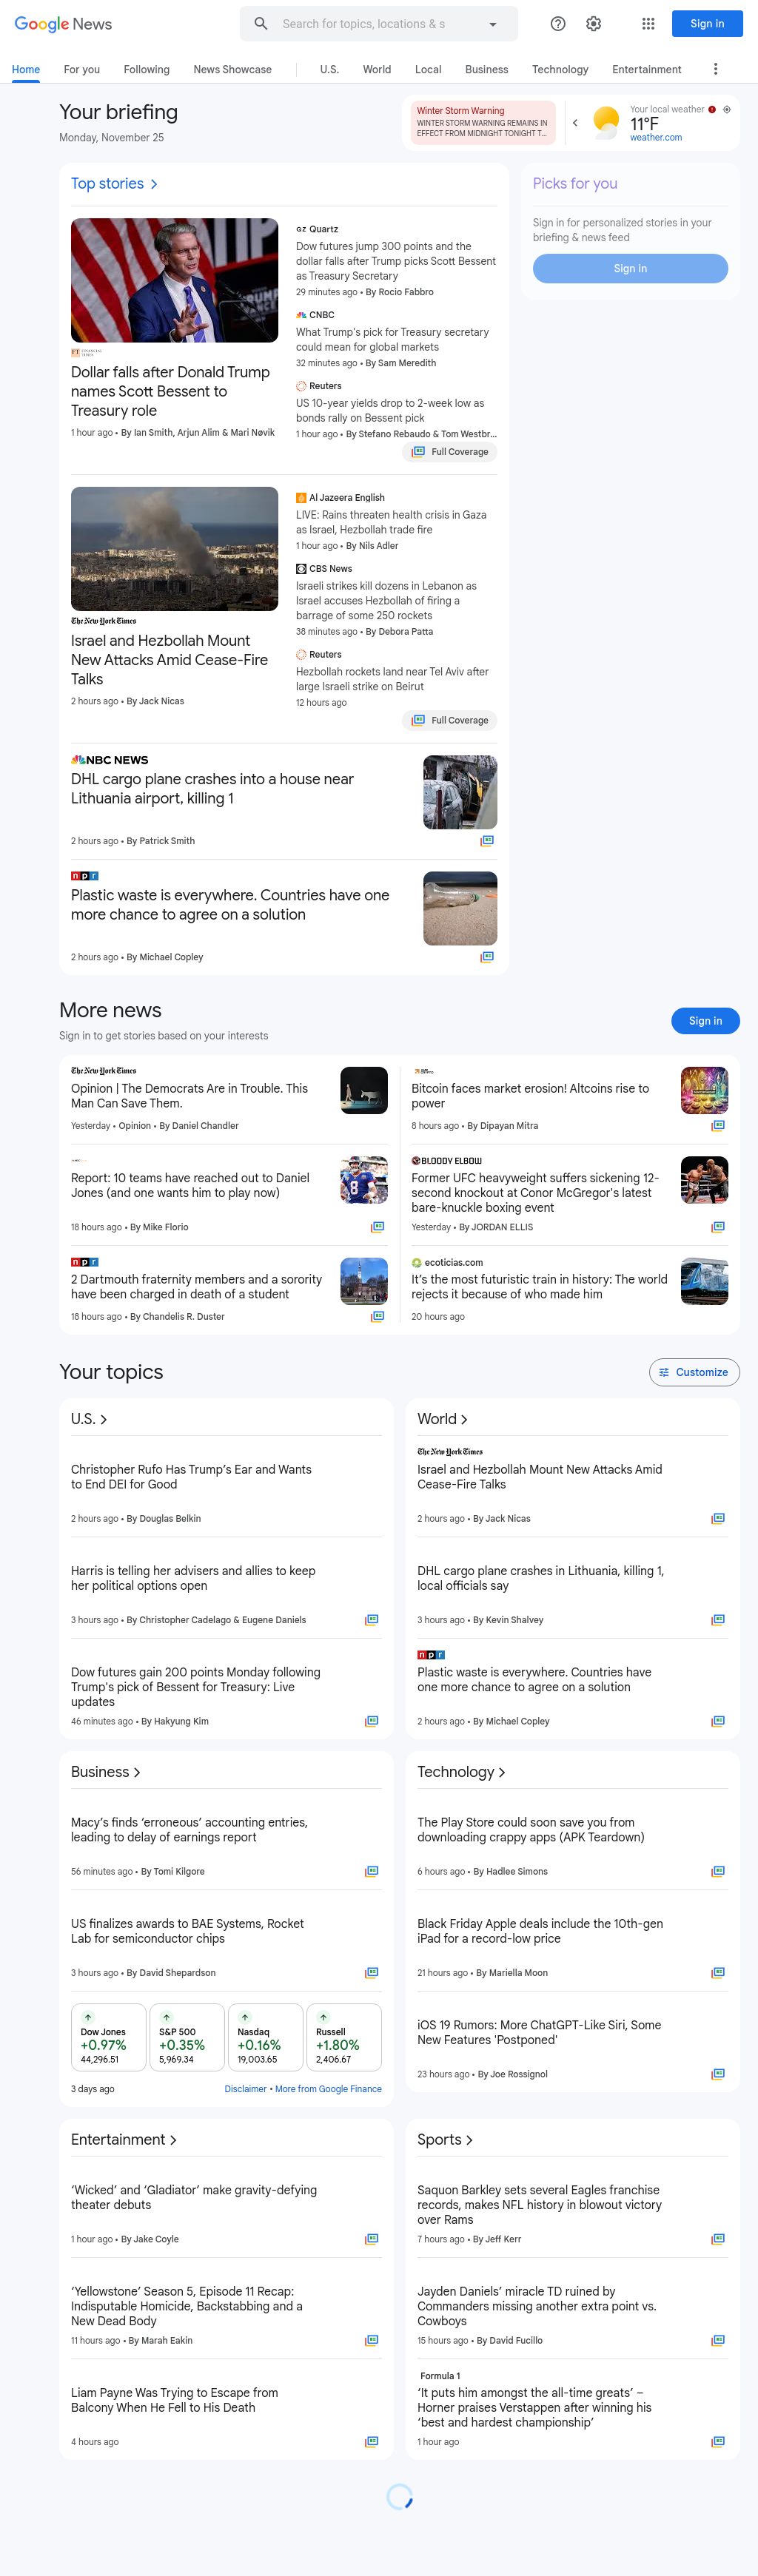 Google News
Search for topics, locations & s
Sign in
Home
For you
Following
News Showcase
U.S.
World
Local
Business
Technology
Entertainment
Your briefing
Monday, November 25
Winter Storm Warning
WINTER STORM WARNING REMAINS IN
EFFECT FROM MIDNIGHT TONIGHT T...
Your local weather
11°F
weather.com
Top stories
FINANCIAL TIMES
Dollar falls after Donald Trump
names Scott Bessent to
Treasury role
1 hour ago • By Ian Smith, Arjun Alim & Mari Novik
QZ Quartz
Dow futures jump 300 points and the
dollar falls after Trump picks Scott Bessent
as Treasury Secretary
29 minutes ago • By Rocio Fabbro
CNBC
What Trump's pick for Treasury secretary
could mean for global markets
32 minutes ago • By Sam Meredith
Reuters
US 10-year yields drop to 2-week low as
bonds rally on Bessent pick
1 hour ago • By Stefano Rebaudo & Tom Westbr...
Full Coverage
Picks for you
Sign in for personalized stories in your
briefing & news feed
Sign in
The New York Times
Israel and Hezbollah Mount
New Attacks Amid Cease-Fire
Talks
2 hours ago • By Jack Nicas
Al Jazeera English
LIVE: Rains threaten health crisis in Gaza
as Israel, Hezbollah trade fire
1 hour ago • By Nils Adler
CBS News
Israeli strikes kill dozens in Lebanon as
Israel accuses Hezbollah of firing a
barrage of some 250 rockets
38 minutes ago • By Debora Patta
Reuters
Hezbollah rockets land near Tel Aviv after
large Israeli strike on Beirut
12 hours ago
Full Coverage
NBC NEWS
DHL cargo plane crashes into a house near
Lithuania airport, killing 1
2 hours ago • By Patrick Smith
npr
Plastic waste is everywhere. Countries have one
more chance to agree on a solution
2 hours ago • By Michael Copley
More news
Sign in to get stories based on your interests
Sign in
The New York Times
Opinion | The Democrats Are in Trouble. This
Man Can Save Them.
Yesterday • Opinion • By Daniel Chandler
Bitcoin faces market erosion! Altcoins rise to
power
8 hours ago • By Dipayan Mitra
Report: 10 teams have reached out to Daniel
Jones (and one wants him to play now)
18 hours ago • By Mike Florio
BLOODY ELBOW
Former UFC heavyweight suffers sickening 12-
second knockout at Conor McGregor's latest
bare-knuckle boxing event
Yesterday • By JORDAN ELLIS
npr
2 Dartmouth fraternity members and a sorority
have been charged in death of a student
18 hours ago • By Chandelis R. Duster
ecoticias.com
It's the most futuristic train in history: The world
rejects it because of who made him
20 hours ago
Your topics
Customize
U.S.
Christopher Rufo Has Trump's Ear and Wants
to End DEI for Good
2 hours ago • By Douglas Belkin
Harris is telling her advisers and allies to keep
her political options open
3 hours ago • By Christopher Cadelago & Eugene Daniels
Dow futures gain 200 points Monday following
Trump's pick of Bessent for Treasury: Live
updates
46 minutes ago • By Hakyung Kim
World
The New York Times
Israel and Hezbollah Mount New Attacks Amid
Cease-Fire Talks
2 hours ago • By Jack Nicas
DHL cargo plane crashes in Lithuania, killing 1,
local officials say
3 hours ago • By Kevin Shalvey
npr
Plastic waste is everywhere. Countries have
one more chance to agree on a solution
2 hours ago • By Michael Copley
Business
Macy's finds 'erroneous' accounting entries,
leading to delay of earnings report
56 minutes ago • By Tomi Kilgore
US finalizes awards to BAE Systems, Rocket
Lab for semiconductor chips
3 hours ago • By David Shepardson
Dow Jones
+0.97%
44,296.51
S&P 500
+0.35%
5,969.34
Nasdaq
+0.16%
19,003.65
Russell
+1.80%
2,406.67
3 days ago
Disclaimer • More from Google Finance
Technology
The Play Store could soon save you from
downloading crappy apps (APK Teardown)
6 hours ago • By Hadlee Simons
Black Friday Apple deals include the 10th-gen
iPad for a record-low price
21 hours ago • By Mariella Moon
iOS 19 Rumors: More ChatGPT-Like Siri, Some
New Features 'Postponed'
23 hours ago • By Joe Rossignol
Entertainment
'Wicked' and 'Gladiator' make gravity-defying
theater debuts
1 hour ago • By Jake Coyle
'Yellowstone' Season 5, Episode 11 Recap:
Indisputable Homicide, Backstabbing and a
New Dead Body
11 hours ago • By Marah Eakin
Liam Payne Was Trying to Escape from
Balcony When He Fell to His Death
4 hours ago
Sports
Saquon Barkley sets several Eagles franchise
records, makes NFL history in blowout victory
over Rams
7 hours ago • By Jeff Kerr
Jayden Daniels' miracle TD ruined by
Commanders missing another extra point vs.
Cowboys
15 hours ago • By David Fucillo
Formula 1
'It puts him amongst the all-time greats' –
Horner praises Verstappen after winning his
'best and hardest championship'
1 hour ago